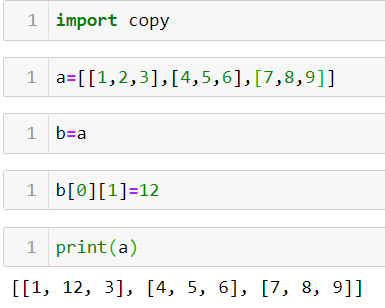 1 import copy
1 a=[[1,2,3],[4,5,6],[7,8,9]]
1 b=a
1 b[0][1]=12
1 print(a)
[[1, 12, 3], [4, 5, 6], [7, 8, 9]]